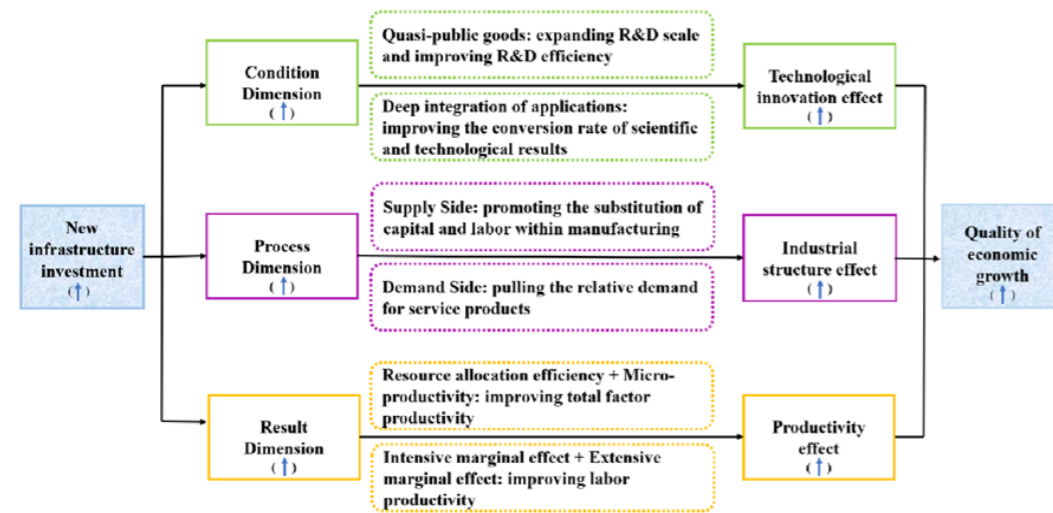 New
infrastructure
investment
(↑)
Condition
Dimension
(↑)
Quasi-public goods: expanding R&D scale
and improving R&D efficiency
Deep integration of applications:
improving the conversion rate of scientific
and technological results
Technological
innovation effect
(↑)
Process
Dimension
(↑)
Supply Side: promoting the substitution of
capital and labor within manufacturing
Demand Side: pulling the relative demand
for service products
Industrial
structure effect
(↑)
Result
Dimension
(↑)
Resource allocation efficiency + Micro-
productivity: improving total factor
productivity
Intensive marginal effect + Extensive
marginal effect: improving labor
productivity
Productivity
effect
(↑)
Quality of
economic
growth
(↑)